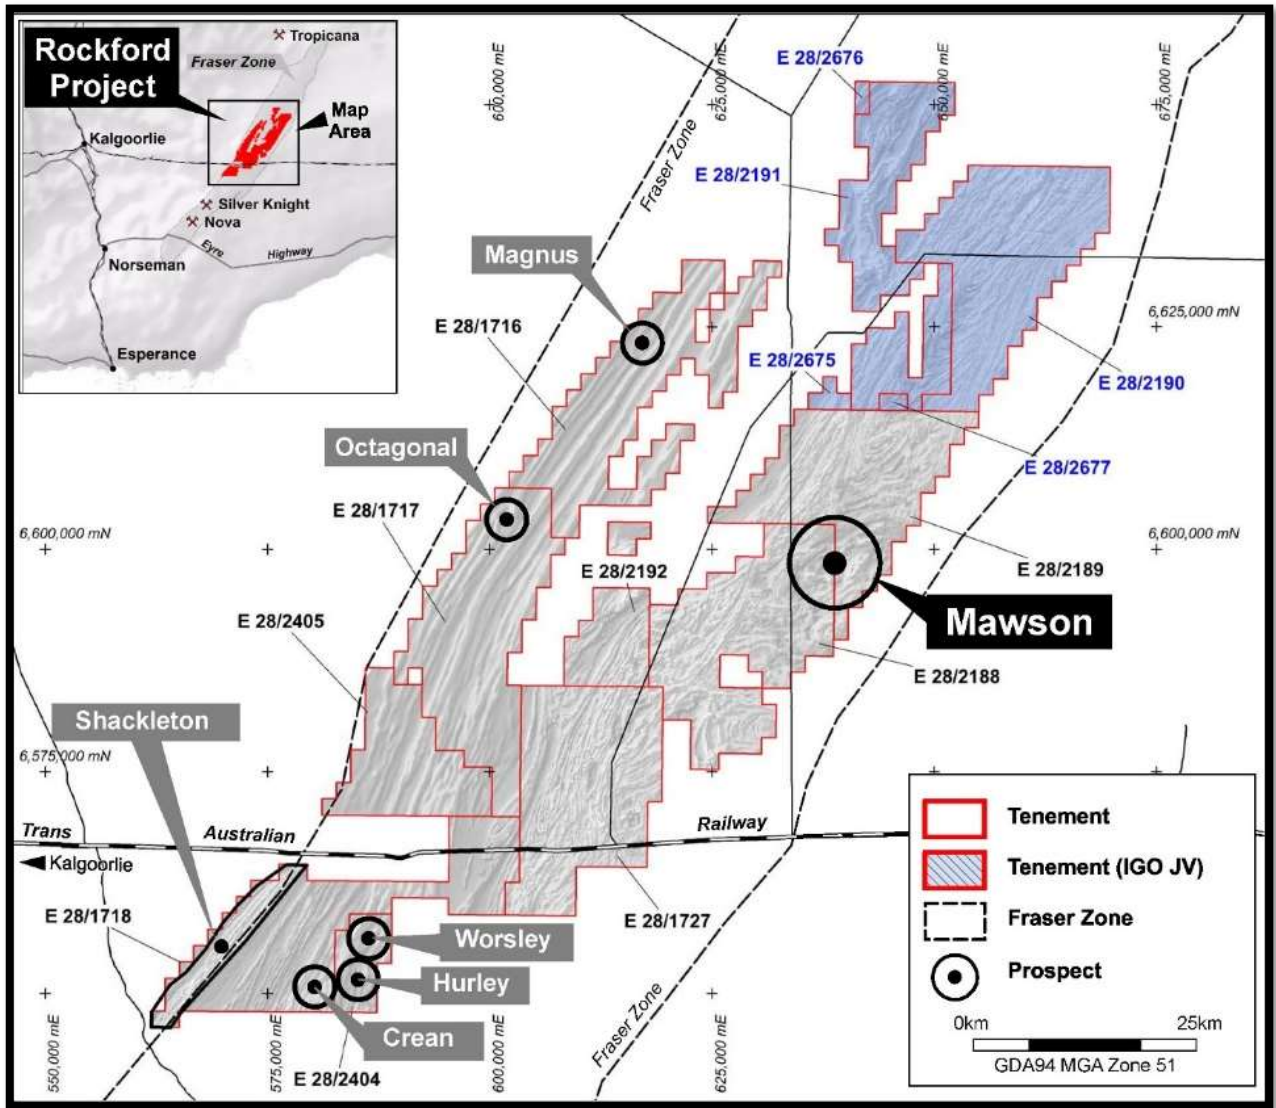 Rockford
Project
Tropicana
Fraser Zone
Map
Area
Kalgoorlie
Silver Knight
Nova
Eyre
Highway
Norseman
Esperance
600,000 mE
625,000 mE
650,000 mE
675,000 mE
E 28/2676
Fraser Zone
E 28/2191
Magnus
E 28/1716
6,625,000 mN
E 28/2675
E 28/2190
Octagonal
E 28/2677
E 28/1717
6,600,000 mN
6,600,000 mN
E 28/2192
E 28/2189
E 28/2405
Mawson
E 28/2188
Shackleton
6,575,000 mN
Trans
Australian
Railway
Kalgoorlie
E 28/1718
E 28/1727
Worsley
Hurley
Crean
Fraser Zone
550,000 mE
575,000 mE
600,000 mE
625,000 mE
E 28/2404
Tenement
Tenement (IGO JV)
Fraser Zone
Prospect
0km
25km
GDA94 MGA Zone 51